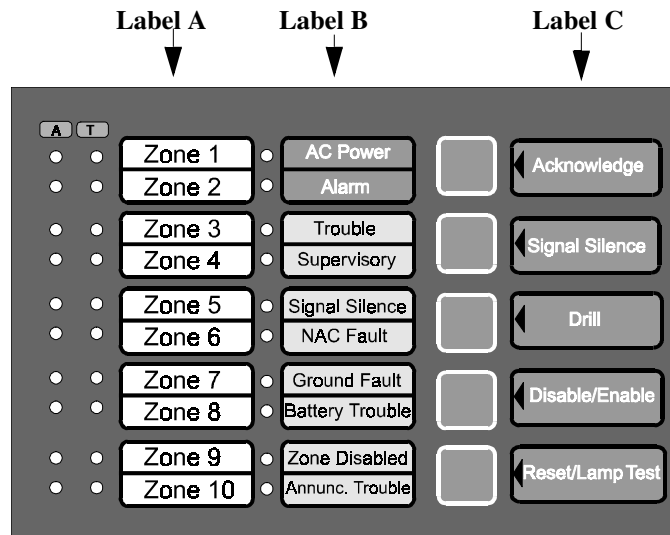 Label A Label B Label C
A T
Zone 1 AC Power Acknowledge
Zone 2 Alarm
Zone 3 Trouble Signal Silence
Zone 4 Supervisory
Zone 5 Signal Silence Drill
Zone 6 NAC Fault
Zone 7 Ground Fault Disable/Enable
Zone 8 Battery Trouble
Zone 9 Zone Disabled Reset/Lamp Test
Zone 10 Annunc. Trouble